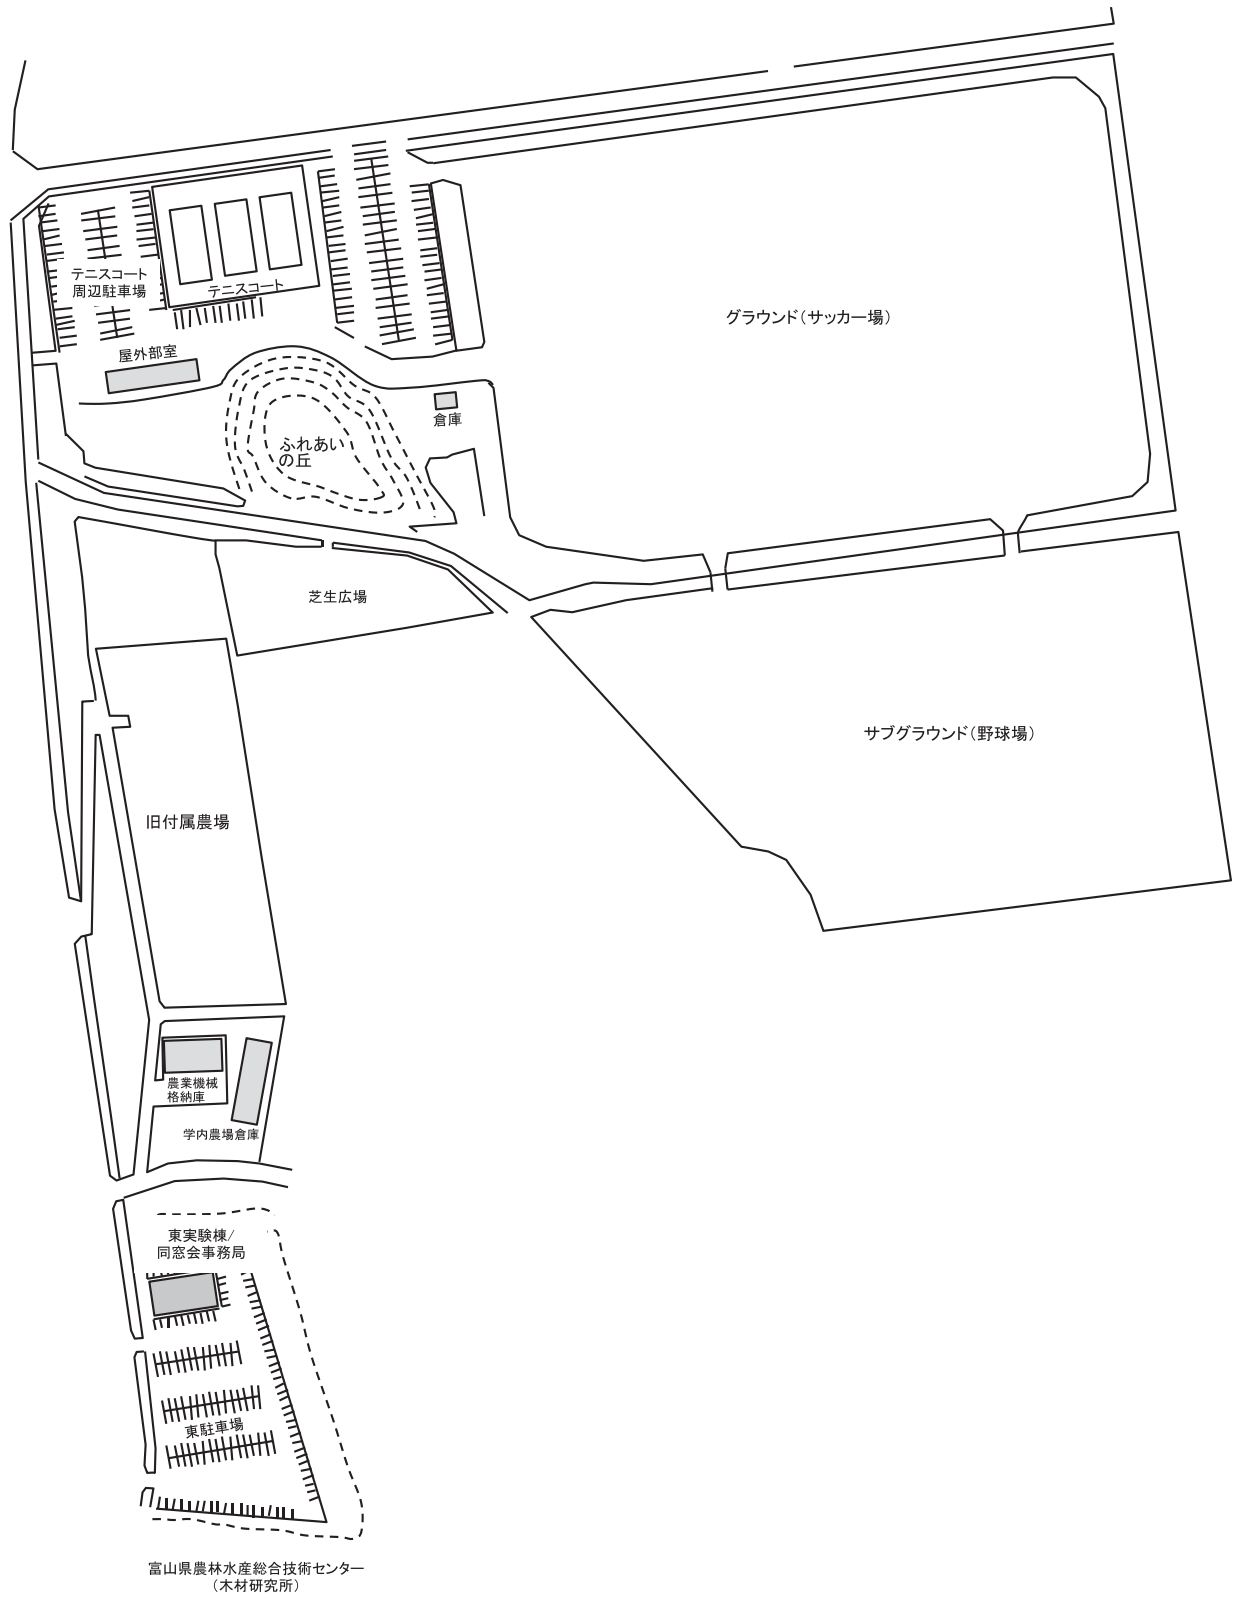 テニスコート
周辺駐車場
テニスコート
グラウンド（サッカー場）
屋外部室
倉庫
ふれあい
の丘
芝生広場
サブグラウンド（野球場）
旧付属農場
農業機械
格納庫
学内農場倉庫
東実験棟/
同窓会事務局
東駐車場
富山県農林水産総合技術センター
（木材研究所）